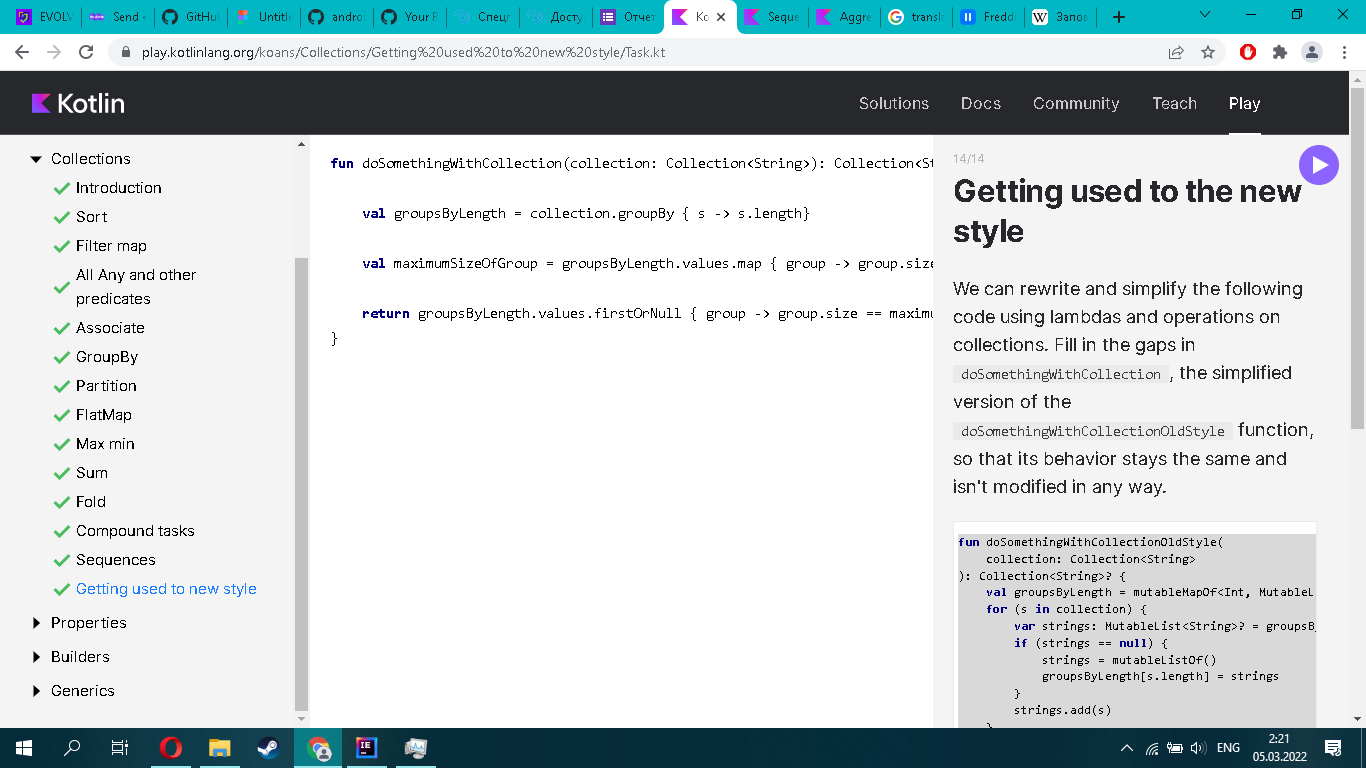 EVOLV
Send
GitHu
Untitle
andro
Your R
Спецг
Досту
Отчет
Ko
Seque
Aggre
transl
Freddi
Запов
play.kotlinlang.org/koans/Collections/Getting%20used%20to%20new%20style/Task.kt
Kotlin
Solutions
Docs
Community
Teach
Play
Collections
Introduction
Sort
Filter map
All Any and other
predicates
Associate
GroupBy
Partition
FlatMap
Max min
Sum
Fold
Compound tasks
Sequences
Getting used to new style
Properties
Builders
Generics
fun doSomethingWithCollection(collection: Collection<String>): Collection<St
val groupsByLength = collection.groupBy { s -> s.length}
val maximumSizeOfGroup = groupsByLength.values.map { group -> group.size
return groupsByLength.values.firstOrNull { group -> group.size == maximu
}
14/14
Getting used to the new
style
We can rewrite and simplify the following
code using lambdas and operations on
collections. Fill in the gaps in
doSomethingWithCollection , the simplified
version of the
doSomethingWithCollectionOldStyle function,
so that its behavior stays the same and
isn't modified in any way.
fun doSomethingWithCollectionOldStyle(
collection: Collection<String>
): Collection<String>? {
val groupsByLength = mutableMapOf<Int, MutableL
for (s in collection) {
var strings: MutableList<String>? = groupsB
if (strings == null) {
strings = mutableListOf()
groupsByLength[s.length] = strings
}
strings.add(s)
ENG
2:21
05.03.2022